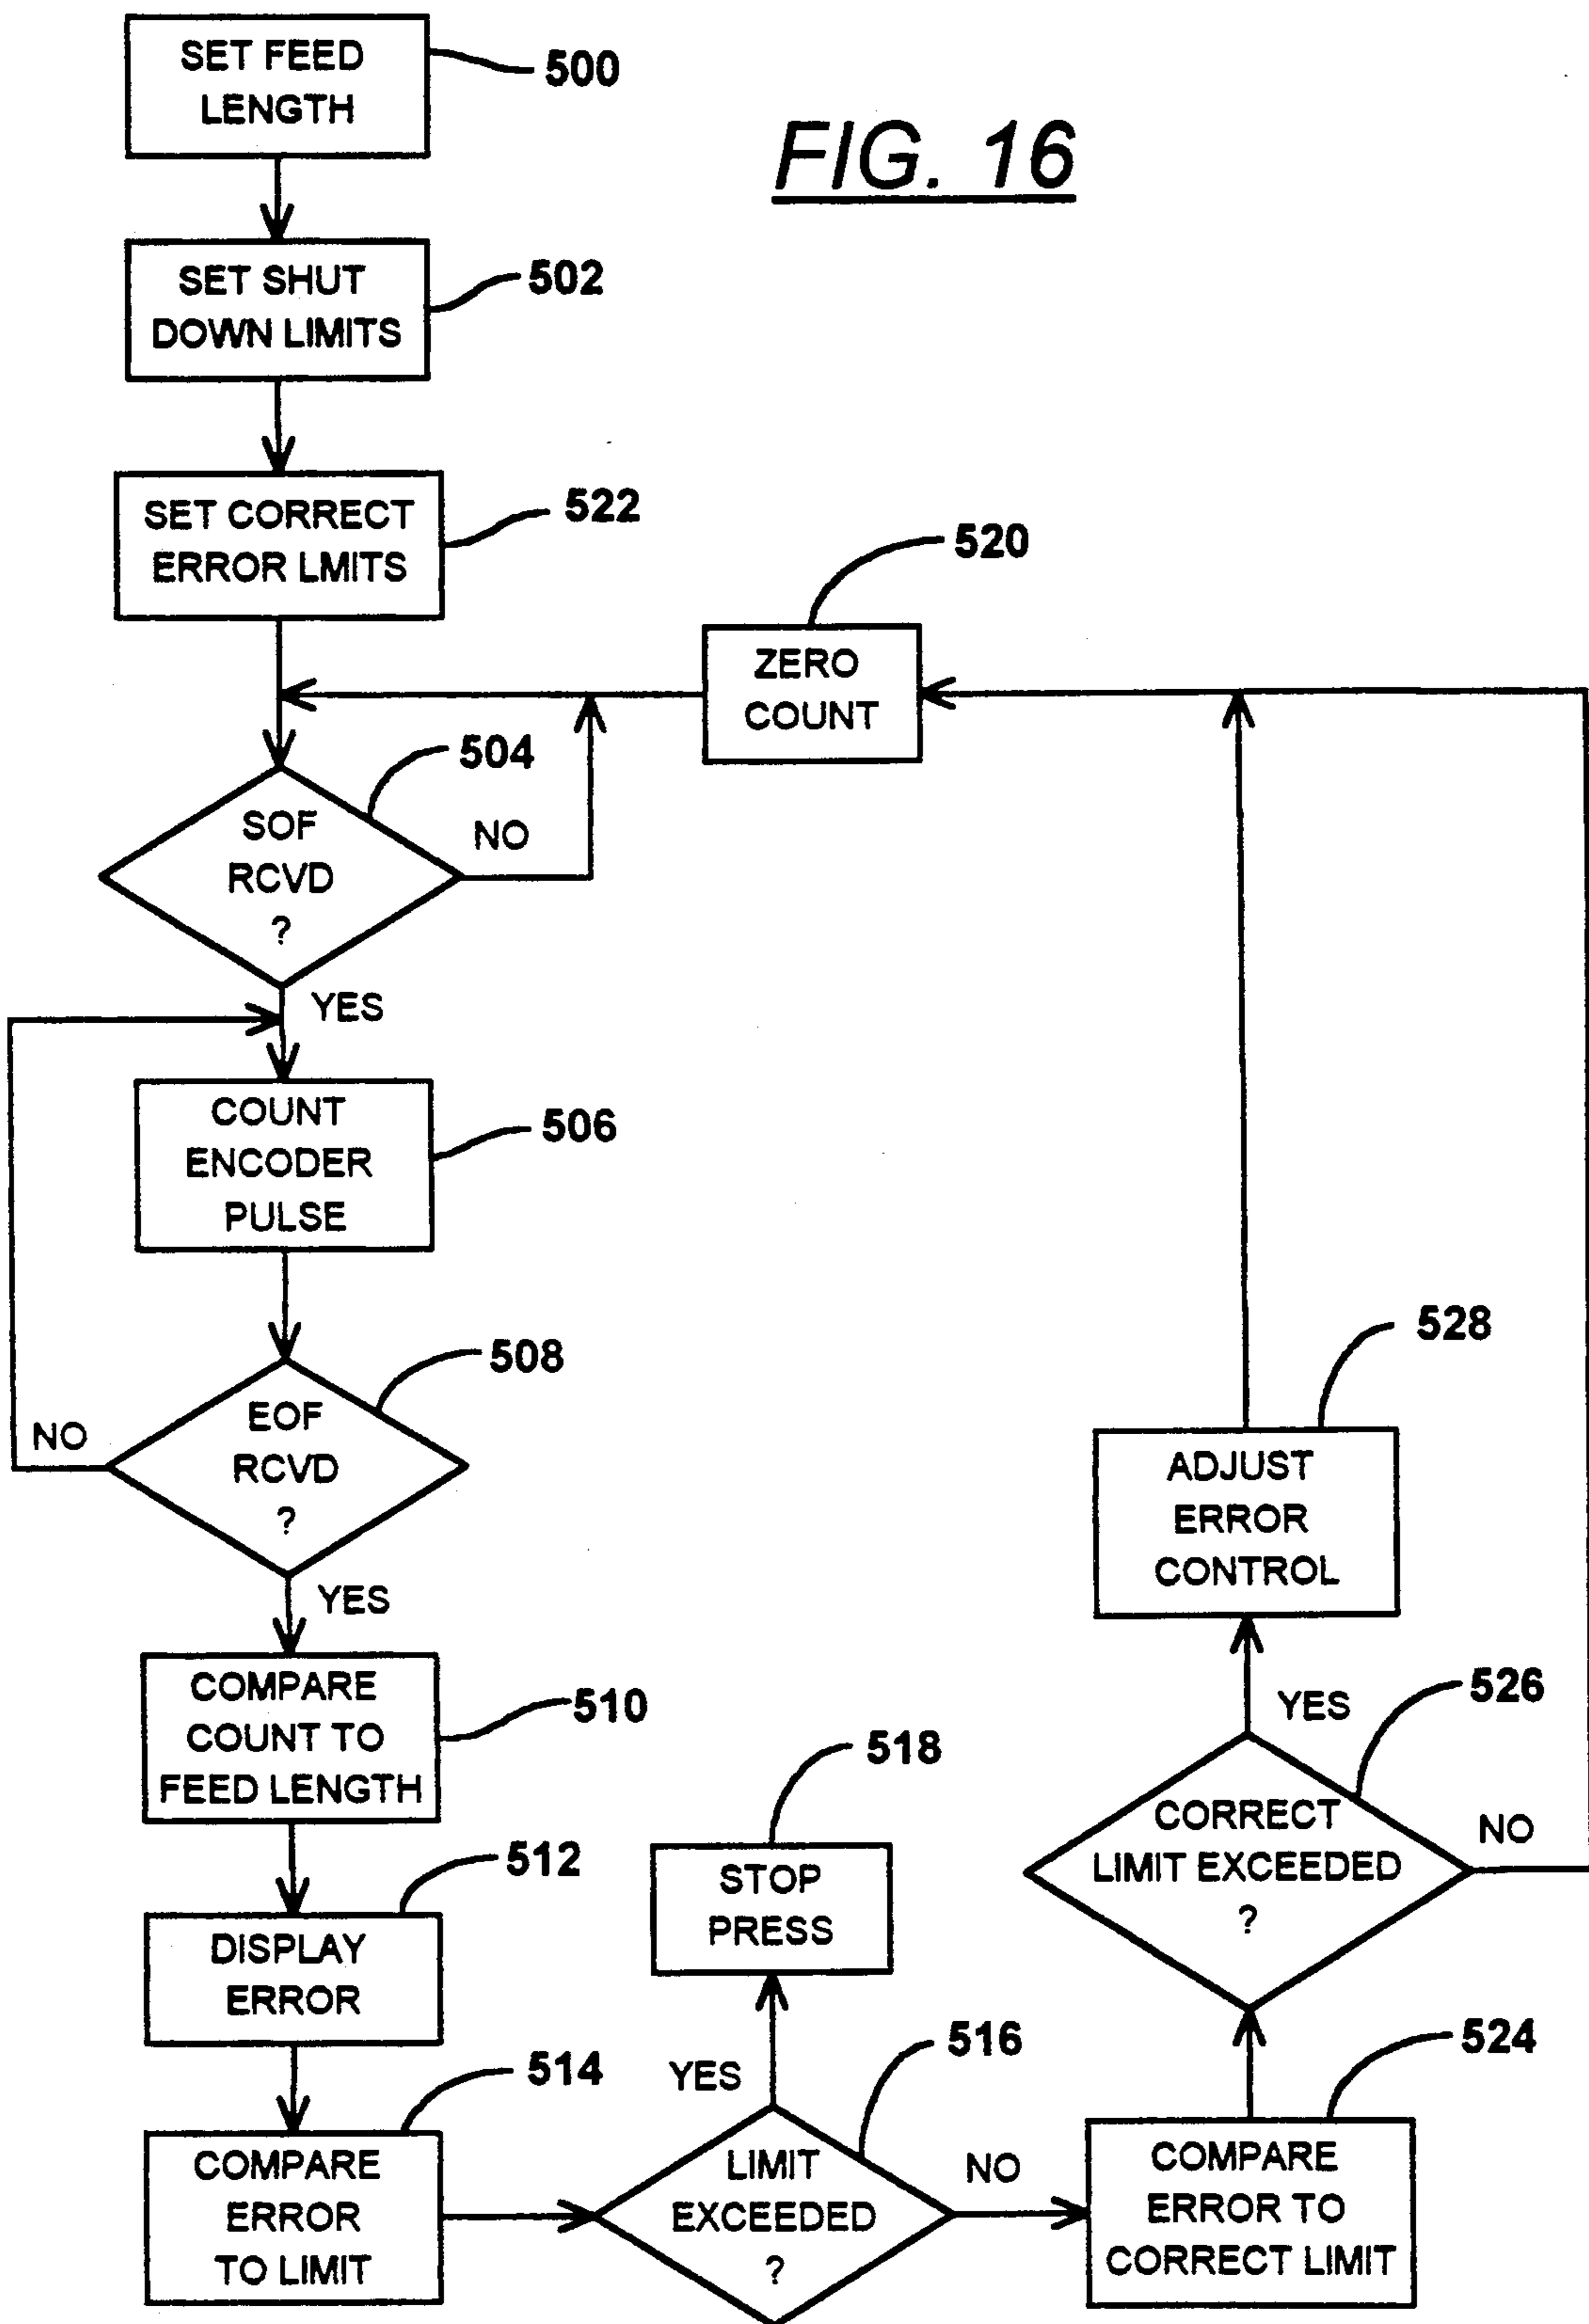 SET FEED
LENGTH
500
FIG. 16
SET SHUT
DOWN LIMITS
502
SET CORRECT
ERROR LMITS
522
520
ZERO
COUNT
504
SOF
RCVD
?
NO
YES
COUNT
ENCODER
PULSE
506
508
EOF
RCVD
?
NO
YES
COMPARE
COUNT TO
FEED LENGTH
510
512
DISPLAY
ERROR
514
COMPARE
ERROR
TO LIMIT
518
STOP
PRESS
YES
516
LIMIT
EXCEEDED
?
NO
524
COMPARE
ERROR TO
CORRECT LIMIT
526
CORRECT
LIMIT EXCEEDED
?
YES
NO
528
ADJUST
ERROR
CONTROL